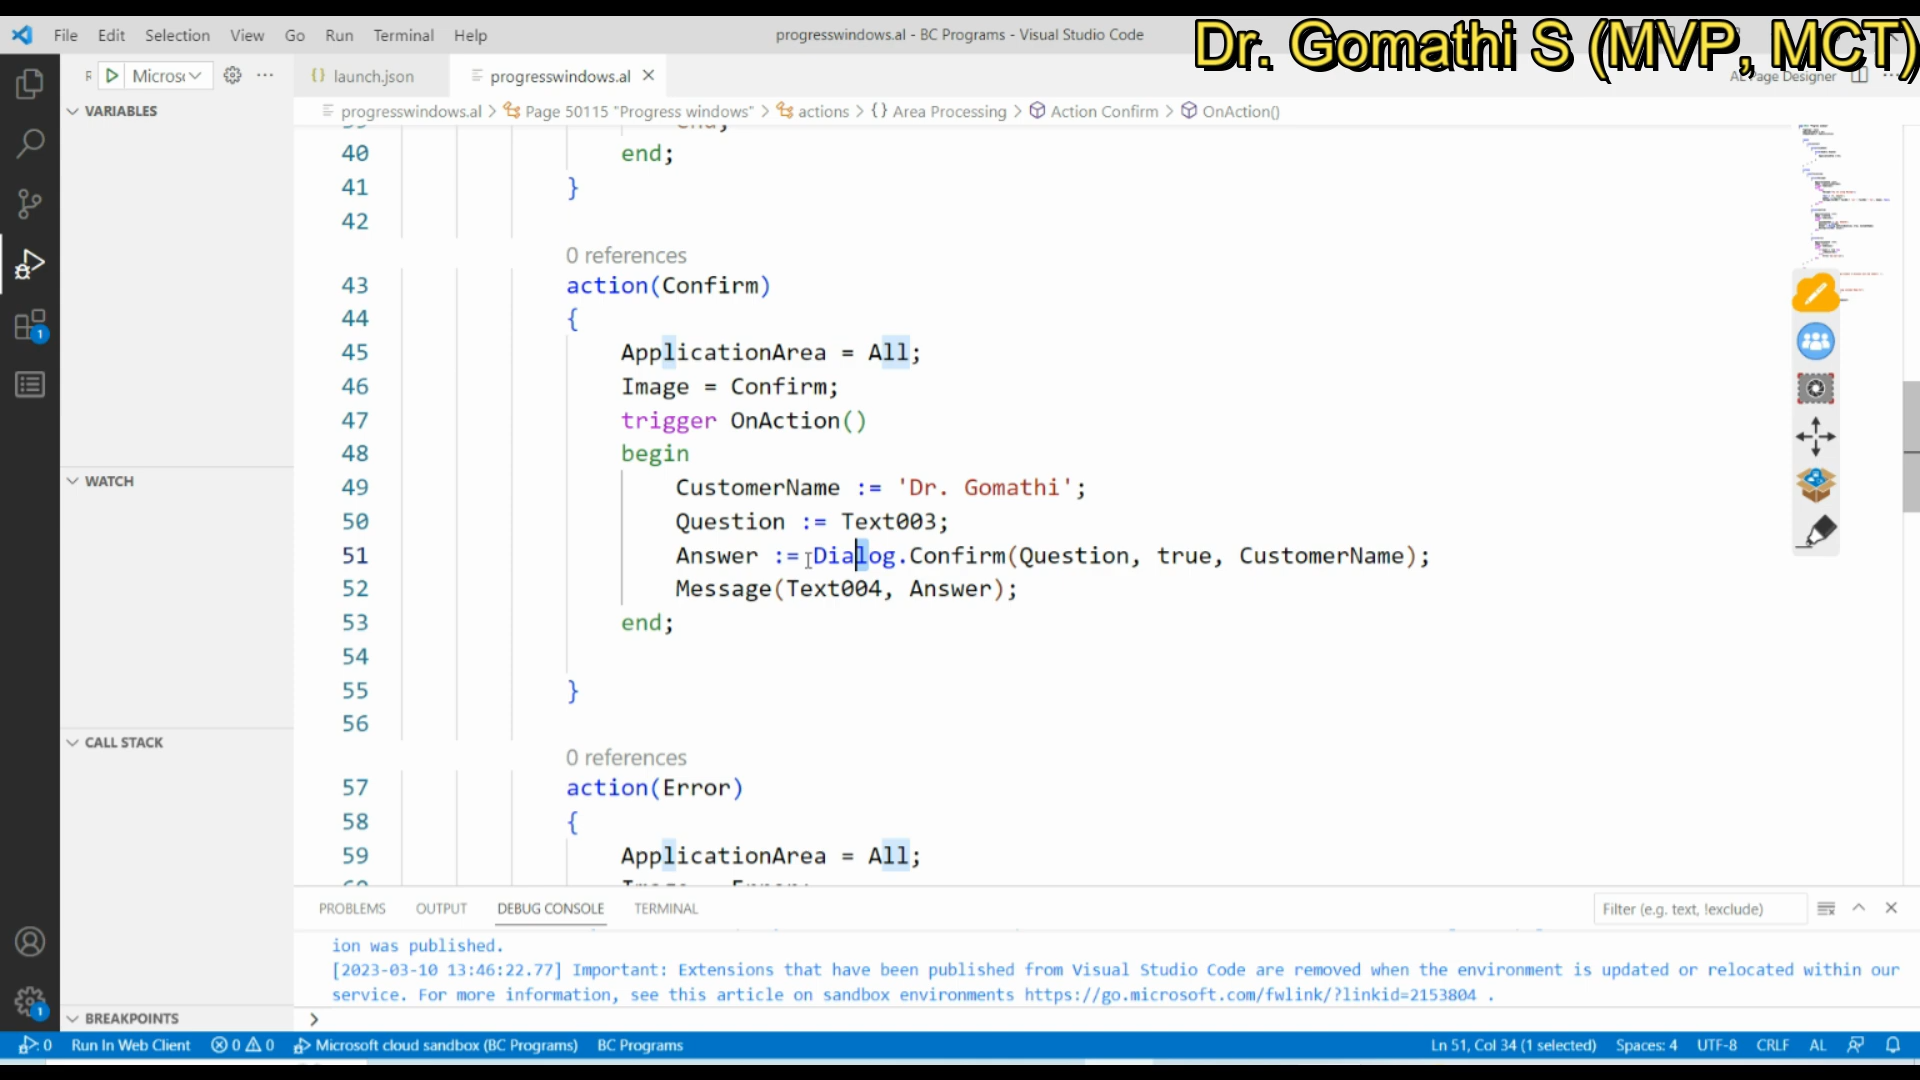 File Edit Selection View Go Run Terminal Help
progresswindows.al - BC Programs - Visual Studio Code
Dr. Gomathi S (MVP, MCT)
Micros
{} launch.json
progresswindows.al
AL Page Designer
progresswindows.al > Page 50115 "Progress windows" > actions > {} Area Processing > Action Confirm > OnAction()
VARIABLES
WATCH
CALL STACK
BREAKPOINTS
40 end;
41 }
42
0 references
43 action(Confirm)
44 {
45 ApplicationArea = All;
46 Image = Confirm;
47 trigger OnAction()
48 begin
49 CustomerName := 'Dr. Gomathi';
50 Question := Text003;
51 Answer := Dialog.Confirm(Question, true, CustomerName);
52 Message(Text004, Answer);
53 end;
54
55 }
56
0 references
57 action(Error)
58 {
59 ApplicationArea = All;
PROBLEMS OUTPUT DEBUG CONSOLE TERMINAL
Filter (e.g. text, !exclude)
ion was published.
[2023-03-10 13:46:22.77] Important: Extensions that have been published from Visual Studio Code are removed when the environment is updated or relocated within our
service. For more information, see this article on sandbox environments https://go.microsoft.com/fwlink/?linkid=2153804 .
0 Run In Web Client 0 0 Microsoft cloud sandbox (BC Programs) BC Programs
Ln 51, Col 34 (1 selected) Spaces: 4 UTF-8 CRLF AL